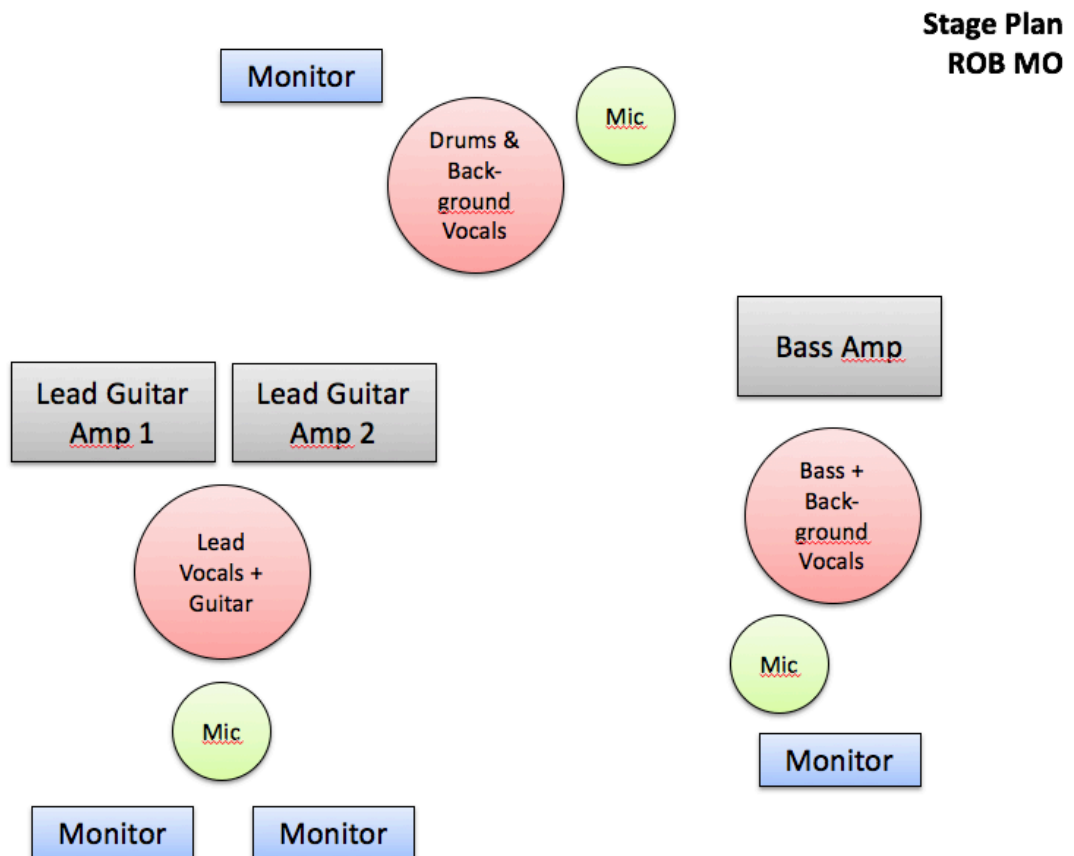 Stage Plan
ROB MO
Monitor
Mic
Drums &
Back-
ground
Vocals
Bass Amp
Lead Guitar
Amp 1
Lead Guitar
Amp 2
Bass +
Back-
ground
Vocals
Lead
Vocals +
Guitar
Mic
Mic
Monitor
Monitor
Monitor